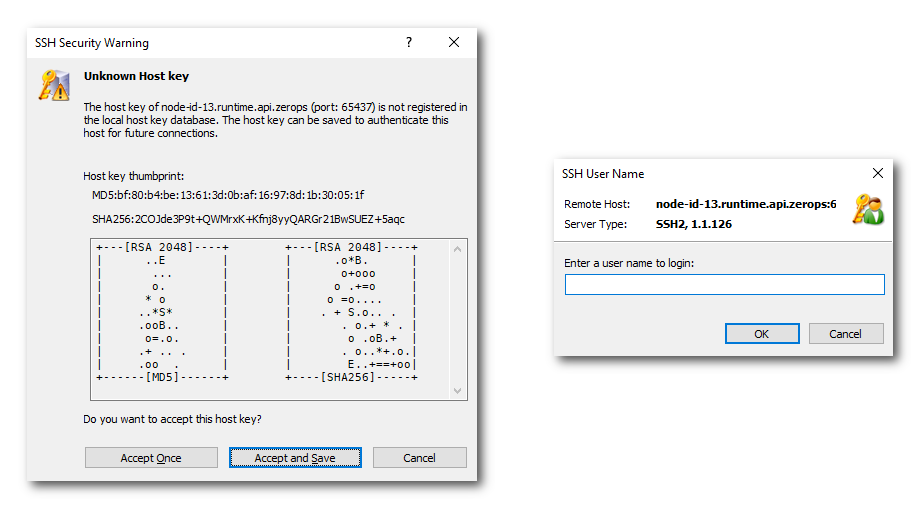 SSH Security Warning
Unknown Host key
The host key of node-id-13.runtime.api.zerops (port: 65437) is not registered in
the local host key database. The host key can be saved to authenticate this
host for future connections.
Host key thumbprint:
MD5:bf:80:b4:be:13:61:3d:0b:af:16:97:8d:1b:30:05:1f
SHA256:2COJde3P9t+QWMrxK+Kfnj8yyQARGr21BwSUEZ+5aqc
+---[RSA 2048]----+       +---[RSA 2048]----+
|      ..E        |       |      .o*B.      |
|       ...       |       |       o+ooo     |
|       o.        |       |      o .+=o     |
|      * o        |       |     o =o....    |
|     ..*S*       |       |    . + S.o.. .  |
|     .ooB..      |       |       . o.+ * . |
|      o=.o.      |       |        o .oB.+  |
|     .+ .. .     |       |       . o..*+.o.|
|     .oo  .      |       |        E..+==+oo|
+------[MD5]------+       +----[SHA256]-----+
Do you want to accept this host key?
Accept Once
Accept and Save
Cancel
SSH User Name
Remote Host: node-id-13.runtime.api.zerops:6
Server Type: SSH2, 1.1.126
Enter a user name to login:
OK
Cancel